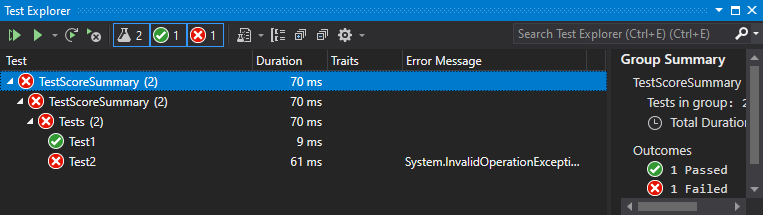 Test Explorer
2 1 1 Search Test Explorer (Ctrl+E) (Ctrl+E)
Test Duration Traits Error Message
TestScoreSummary (2) 70 ms
TestScoreSummary (2) 70 ms
Tests (2) 70 ms
Test1 9 ms
Test2 61 ms System.InvalidOperationExcepti...
Group Summary
TestScoreSummary
Tests in group: 2
Total Duration
Outcomes
1 Passed
1 Failed